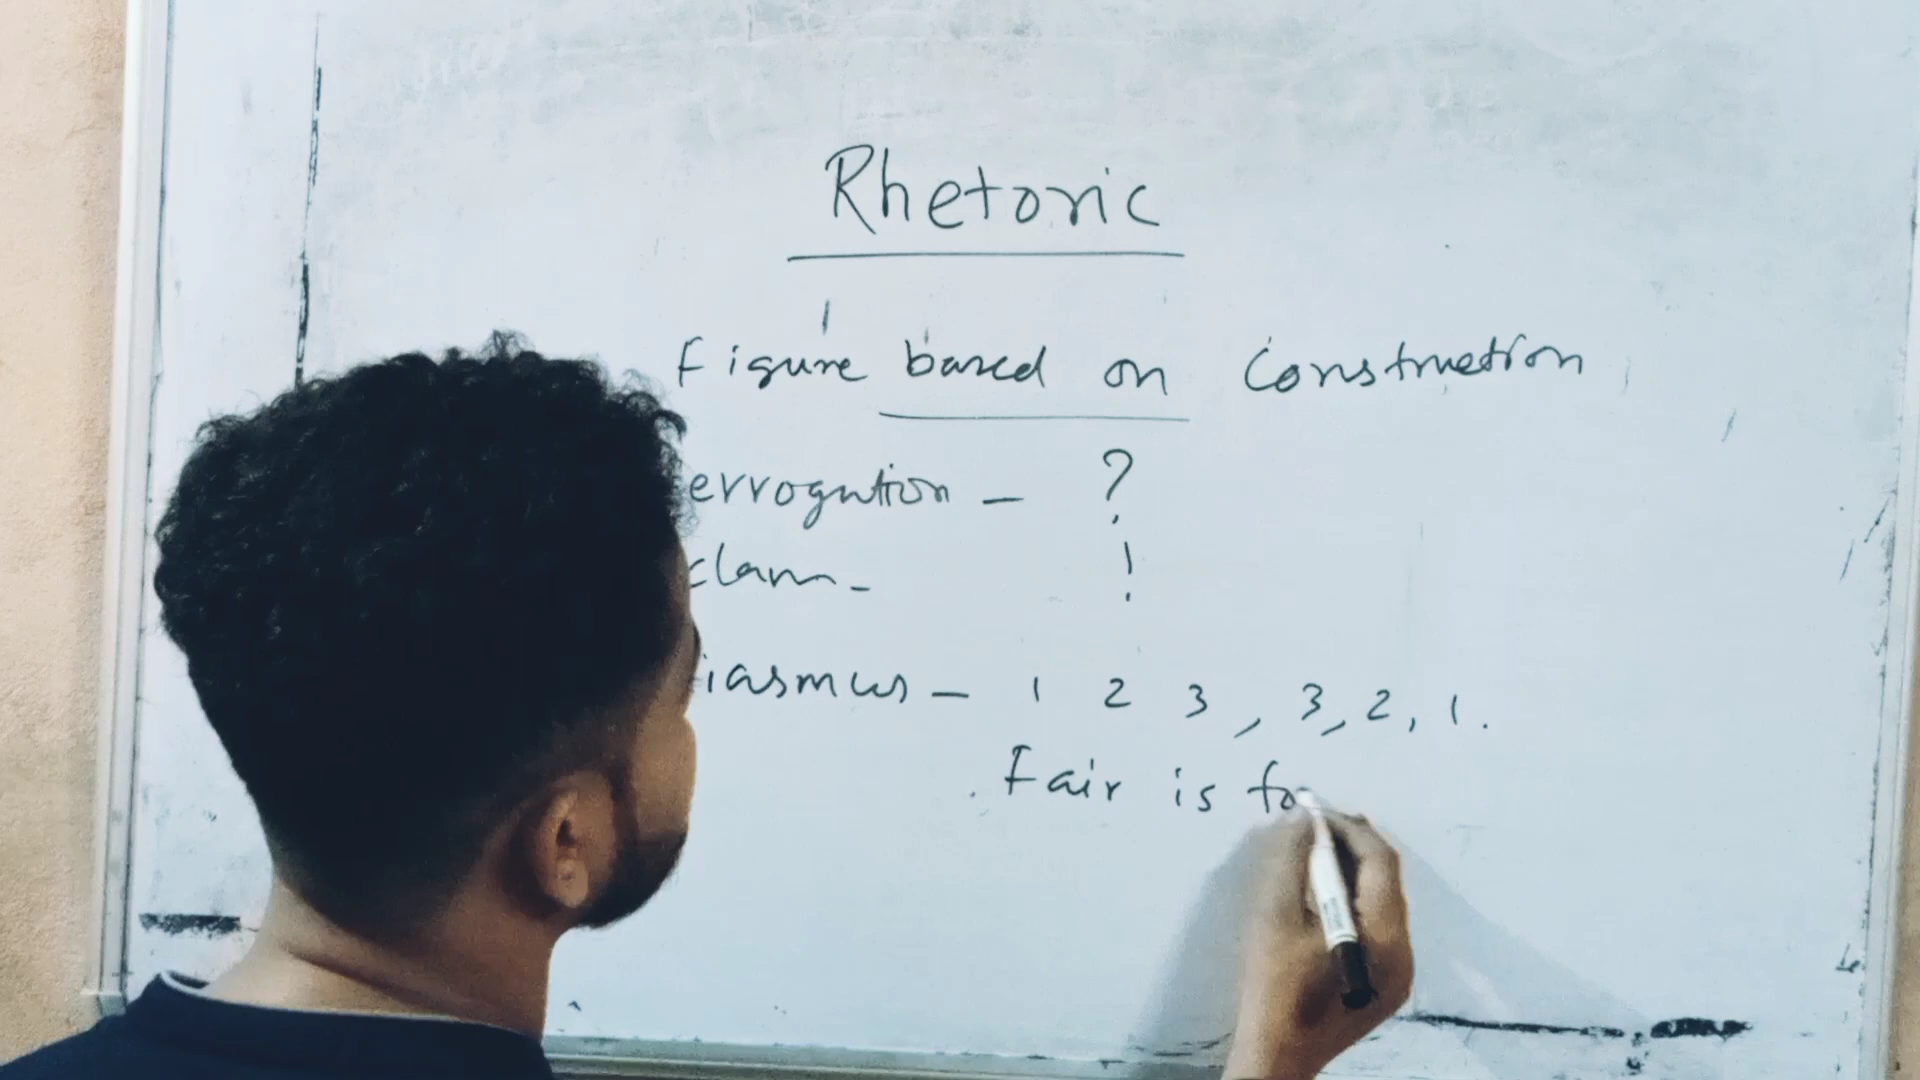 Rhetoric
Figure based on Construction
errogation - ?
clam - !
iasmus - 1 2 3 , 3, 2, 1.
Fair is fo